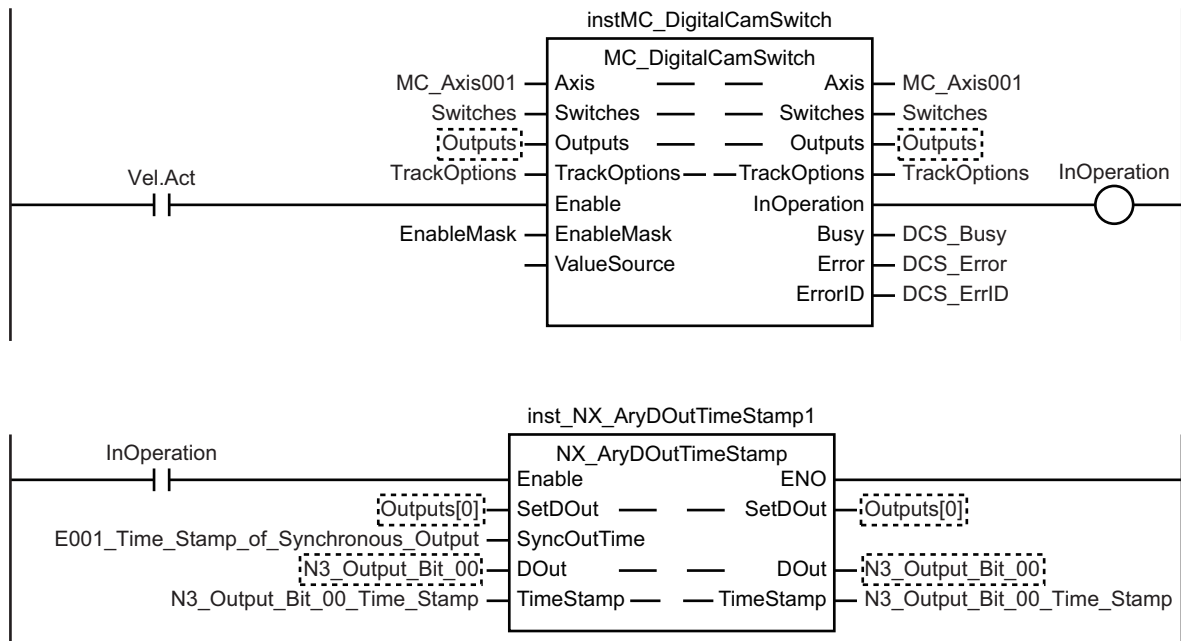 instMC_DigitalCamSwitch
MC_DigitalCamSwitch
MC_Axis001 Axis Axis MC_Axis001
Switches Switches Switches Switches
Outputs Outputs Outputs Outputs
TrackOptions TrackOptions TrackOptions TrackOptions
Vel.Act Enable InOperation InOperation
EnableMask EnableMask Busy DCS_Busy
ValueSource Error DCS_Error
ErrorID DCS_ErrID
inst_NX_AryDOutTimeStamp1
NX_AryDOutTimeStamp
InOperation Enable ENO
Outputs[0] SetDOut SetDOut Outputs[0]
E001_Time_Stamp_of_Synchronous_Output SyncOutTime
N3_Output_Bit_00 DOut DOut N3_Output_Bit_00
N3_Output_Bit_00_Time_Stamp TimeStamp TimeStamp N3_Output_Bit_00_Time_Stamp